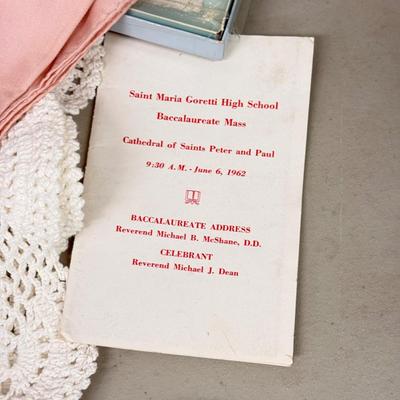 Saint Maria Goretti High School
Baccalaureate Mass
Cathedral of Saints Peter and Paul
9:30 A.M. - June 6, 1962
BACCALAUREATE ADDRESS
Reverend Michael B. McShane, D.D.
CELEBRANT
Reverend Michael J. Dean